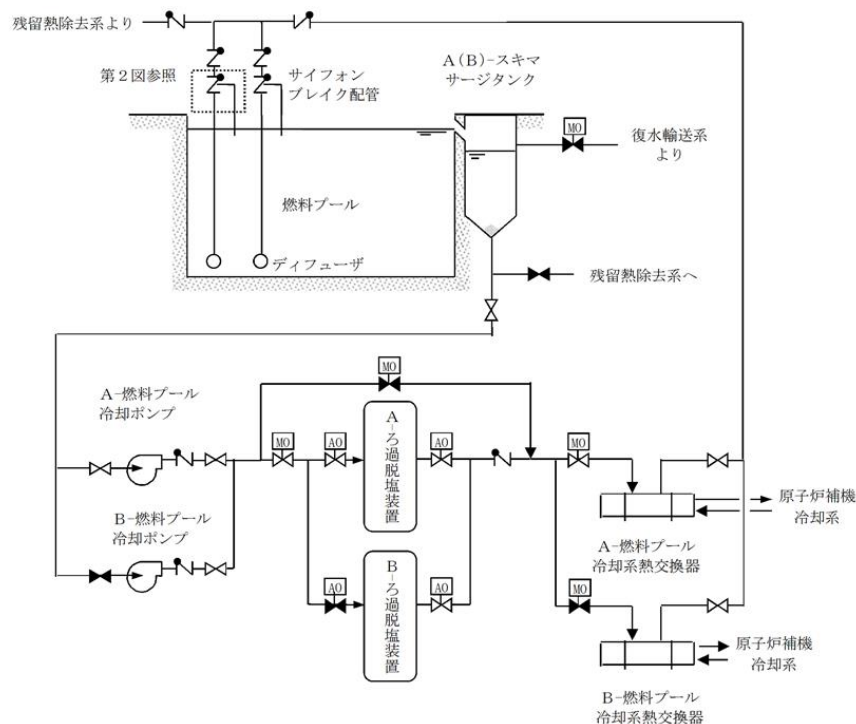 残留熱除去系より
第2図参照
サイフォン
ブレイク配管
A(B)-スキマ
サージタンク
MO
復水輸送系
より
燃料プール
ディフューザ
残留熱除去系へ
MO
A-燃料プール
冷却ポンプ
MO
AO
A-ろ過脱塩装置
AO
MO
原子炉補機
冷却系
A-燃料プール
冷却系熱交換器
B-燃料プール
冷却ポンプ
AO
B-ろ過脱塩装置
AO
MO
原子炉補機
冷却系
B-燃料プール
冷却系熱交換器